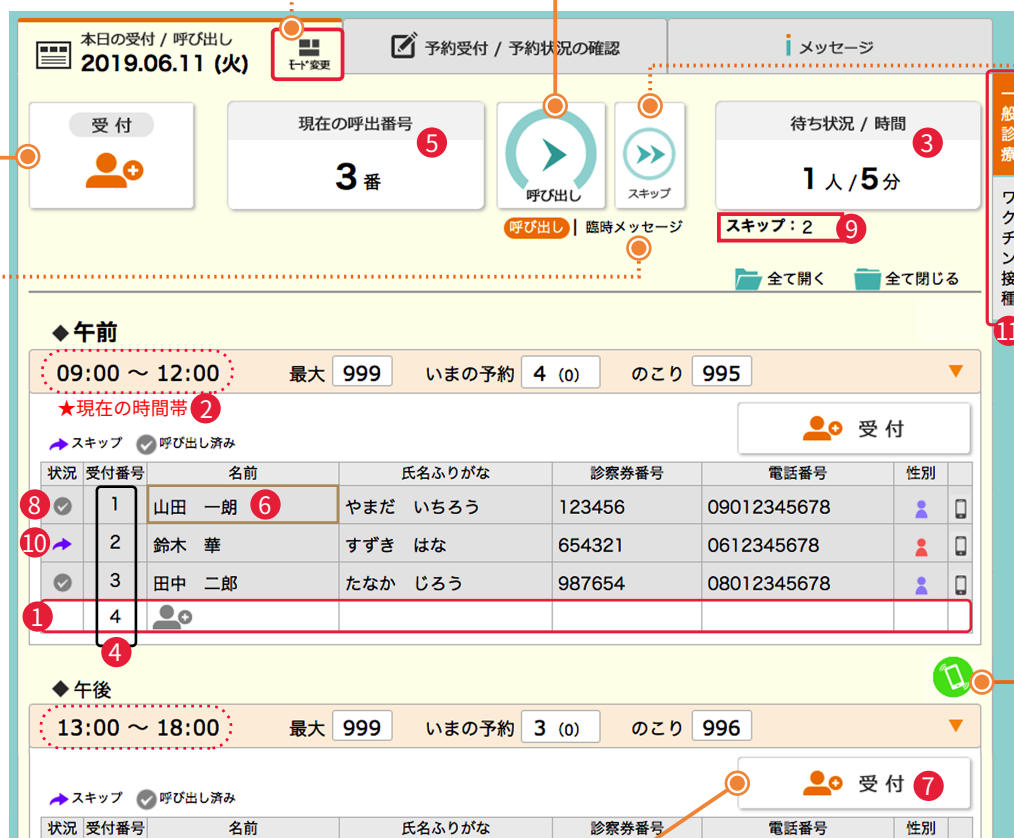 本日の受付 / 呼び出し
2019.06.11 (火)
ﾓｰﾄﾞ変更
予約受付 / 予約状況の確認
メッセージ
受 付
現在の呼出番号 5
3 番
呼び出し
スキップ
待ち状況 / 時間 3
1 人 / 5 分
呼び出し | 臨時メッセージ
スキップ : 2 9
一般診療
ワクチン接種
11
全て開く 全て閉じる
◆午前
09:00 ～ 12:00 最大 999 いまの予約 4 (0) のこり 995 ▼
★現在の時間帯 2
受 付
スキップ 呼び出し済み
状況 受付番号 名前 氏名ふりがな 診察券番号 電話番号 性別
8 1 山田 一朗 6 やまだ いちろう 123456 09012345678
10 2 鈴木 華 すずき はな 654321 0612345678
3 田中 二郎 たなか じろう 987654 08012345678
1 4
4
◆午後
13:00 ～ 18:00 最大 999 いまの予約 3 (0) のこり 996 ▼
受 付 7
スキップ 呼び出し済み
状況 受付番号 名前 氏名ふりがな 診察券番号 電話番号 性別